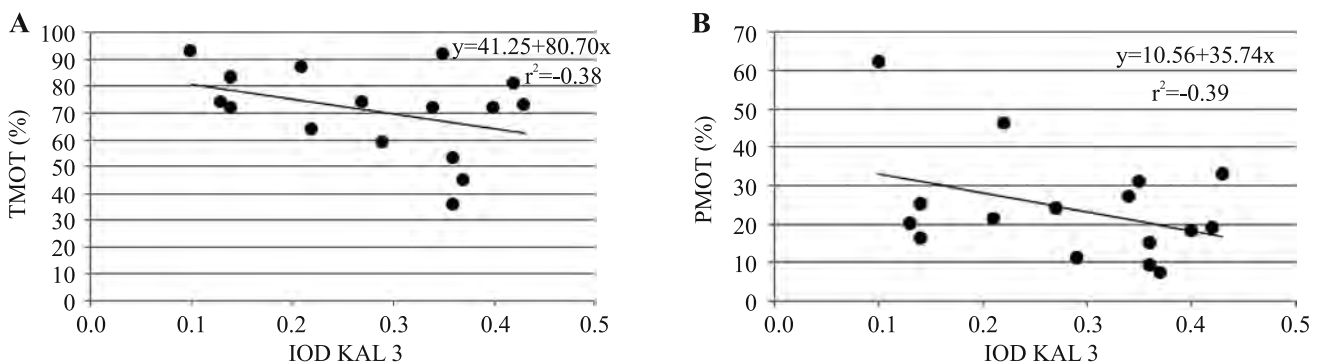 A
y=41.25+80.70x
r²=-0.38
TMOT (%)
100
90
80
70
60
50
40
30
20
10
0
0.0 0.1 0.2 0.3 0.4 0.5
IOD KAL 3
B
y=10.56+35.74x
r²=-0.39
PMOT (%)
70
60
50
40
30
20
10
0
0.0 0.1 0.2 0.3 0.4 0.5
IOD KAL 3